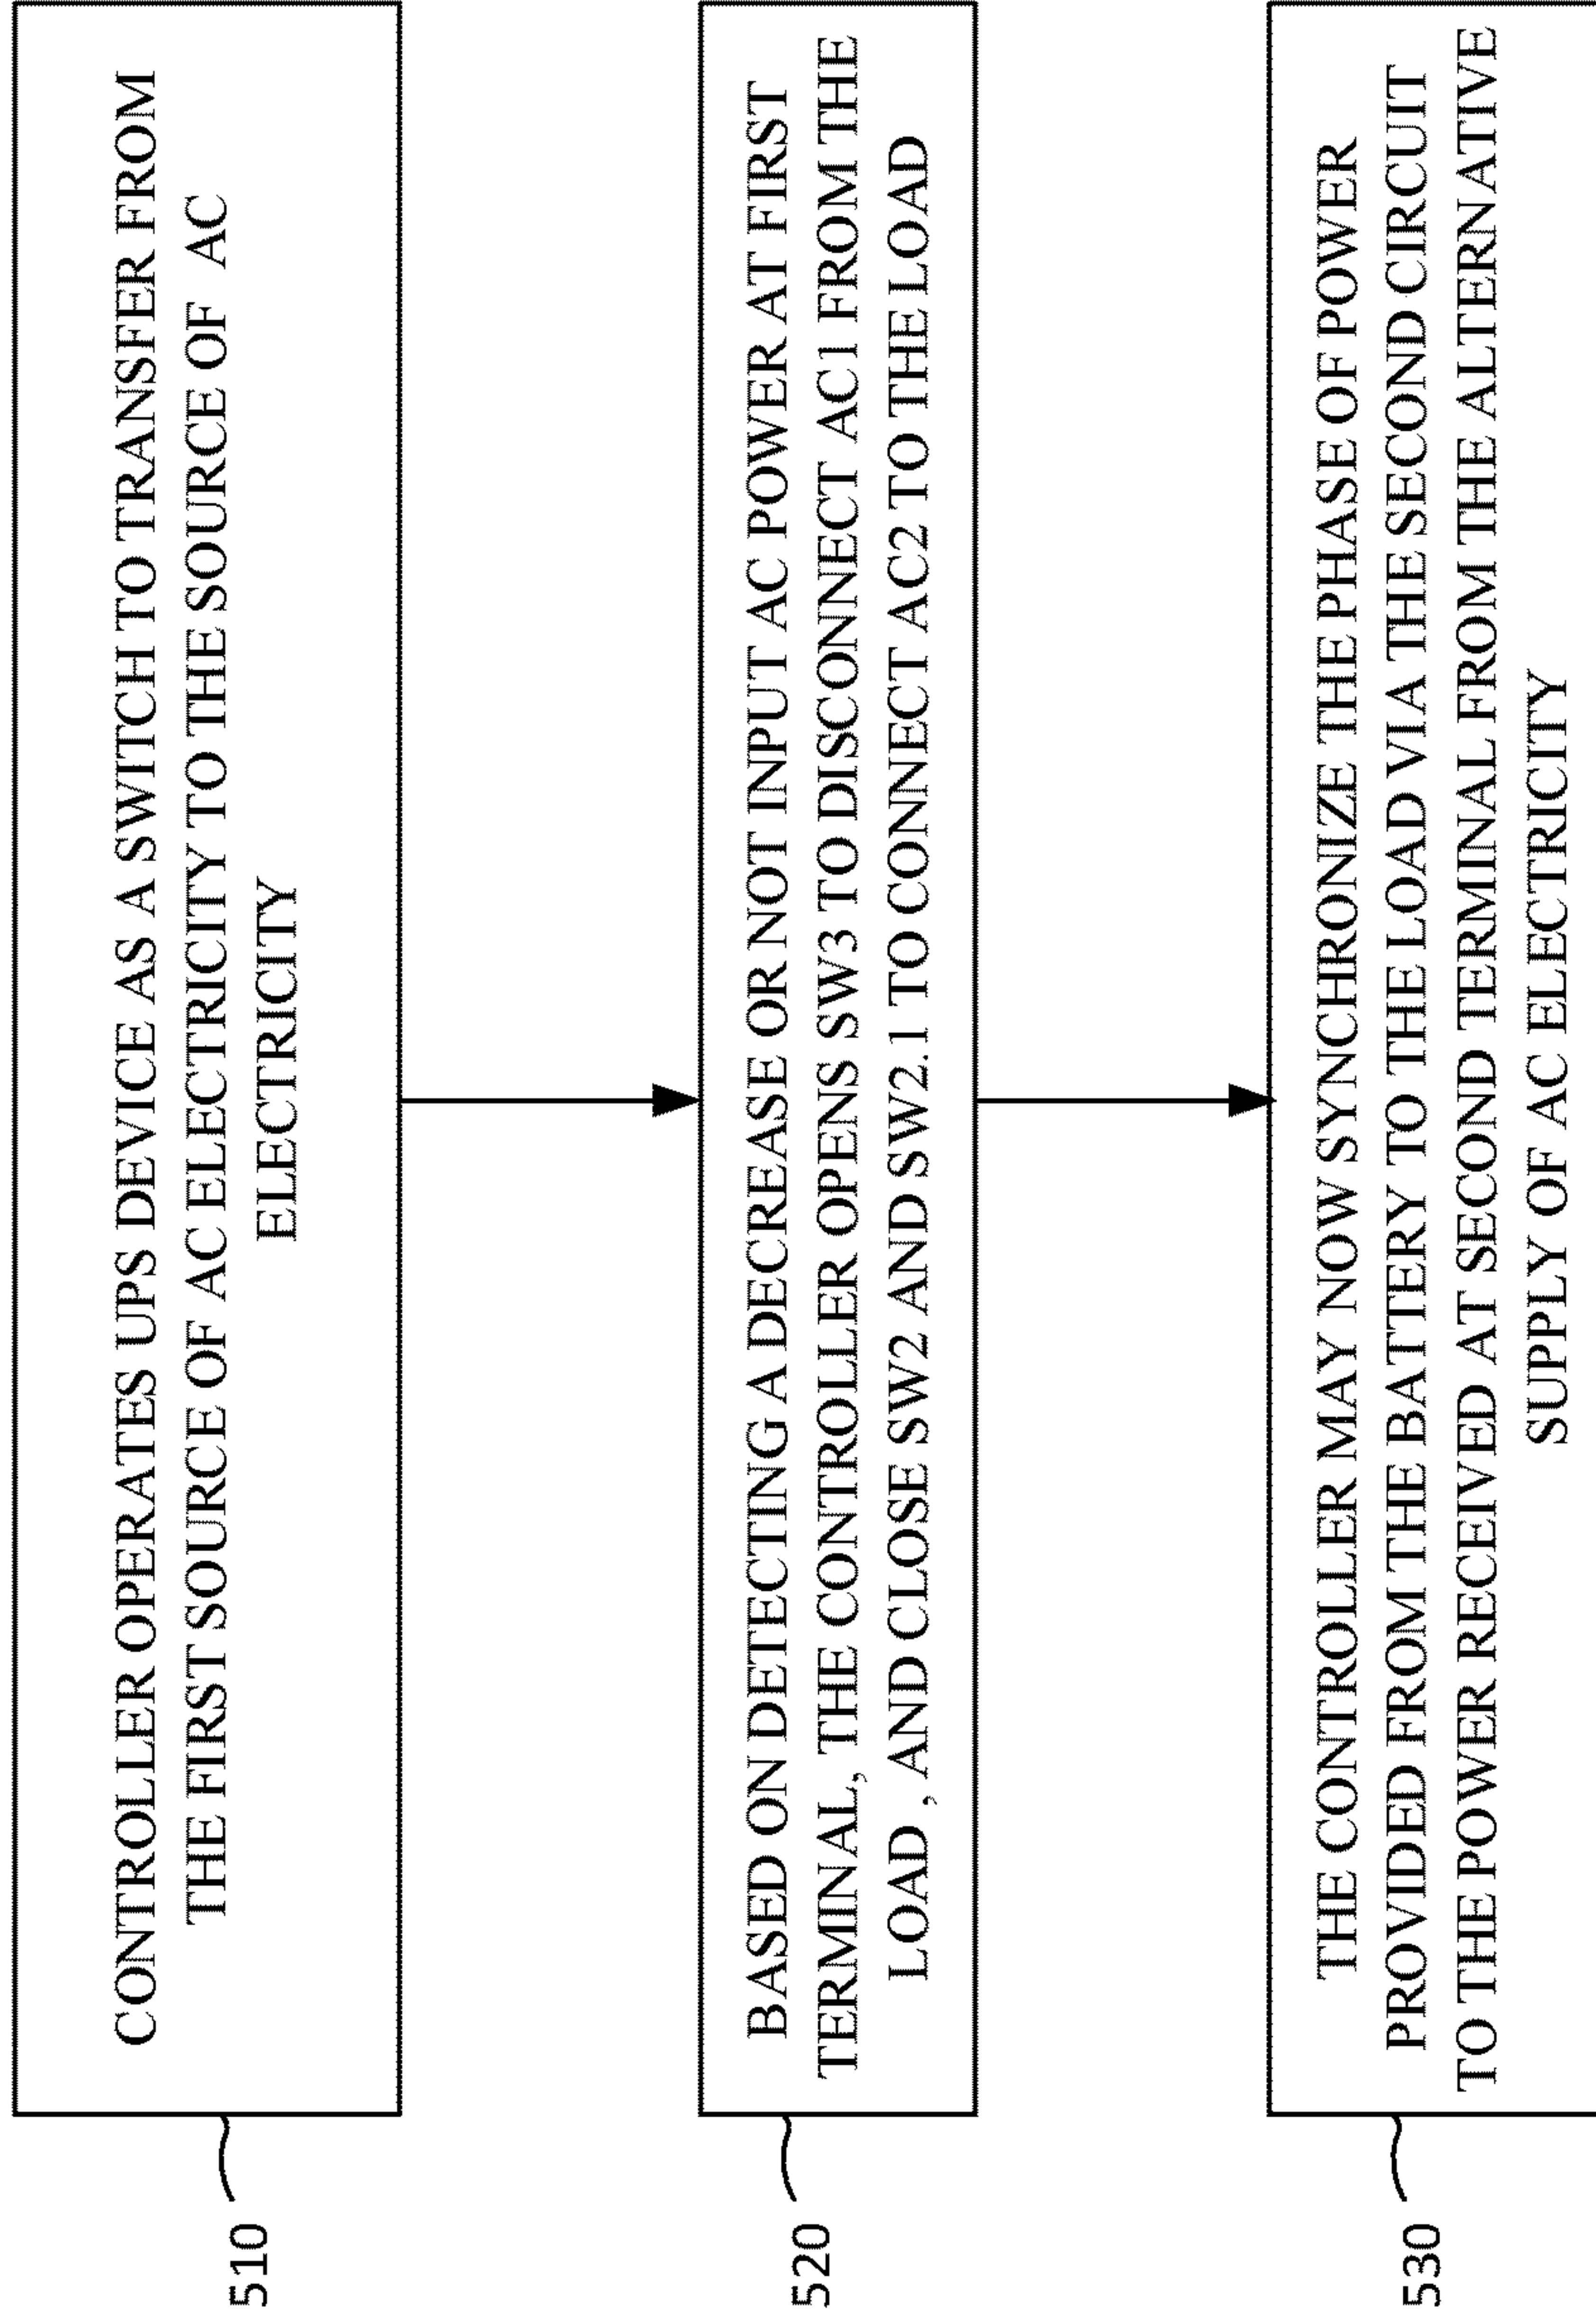 510
CONTROLLER OPERATES UPS DEVICE AS A SWITCH TO TRANSFER FROM
THE FIRST SOURCE OF AC ELECTRICITY TO THE SOURCE OF AC
ELECTRICITY
520
BASED ON DETECTING A DECREASE OR NOT INPUT AC POWER AT FIRST
TERMINAL, THE CONTROLLER OPENS SW3 TO DISCONNECT AC1 FROM THE
LOAD , AND CLOSE SW2 AND SW2.1 TO CONNECT AC2 TO THE LOAD
530
THE CONTROLLER MAY NOW SYNCHRONIZE THE PHASE OF POWER
PROVIDED FROM THE BATTERY TO THE LOAD VIA THE SECOND CIRCUIT
TO THE POWER RECEIVED AT SECOND TERMINAL FROM THE ALTERNATIVE
SUPPLY OF AC ELECTRICITY